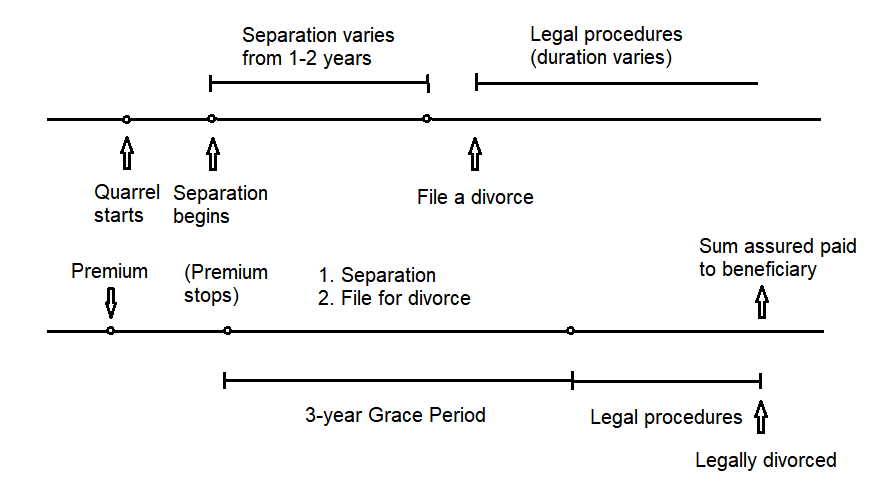 Separation varies
from 1-2 years
Legal procedures
(duration varies)
Quarrel
starts
Separation
begins
File a divorce
Premium
(Premium
stops)
1. Separation
2. File for divorce
Sum assured paid
to beneficiary
3-year Grace Period
Legal procedures
Legally divorced